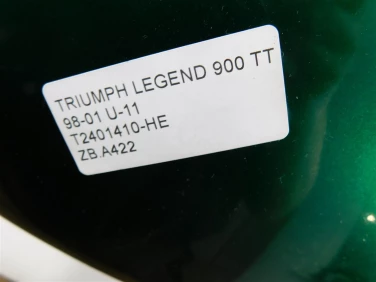 TRIUMPH LEGEND 900 TT
98-01 U-11
T2401410-HE
ZB.A422